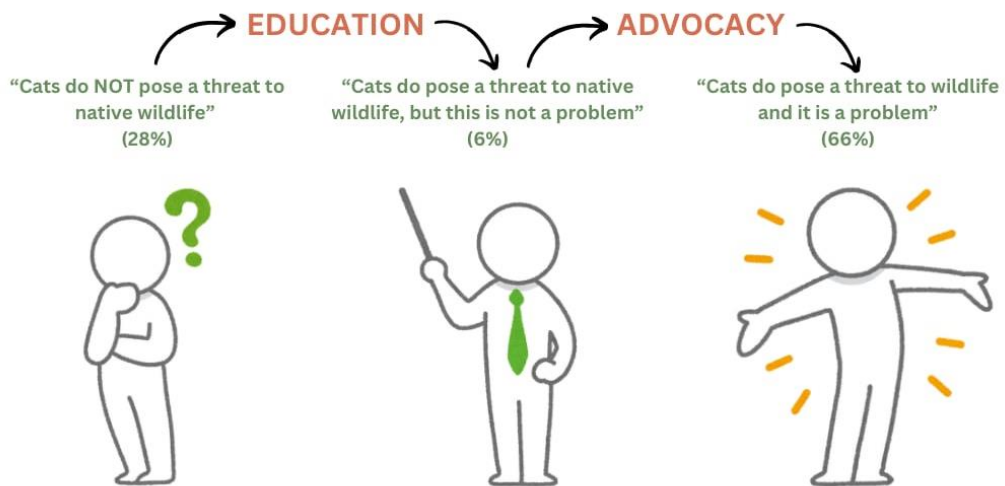 EDUCATION
ADVOCACY
“Cats do NOT pose a threat to
native wildlife”
(28%)
“Cats do pose a threat to native
wildlife, but this is not a problem”
(6%)
“Cats do pose a threat to wildlife
and it is a problem”
(66%)
?